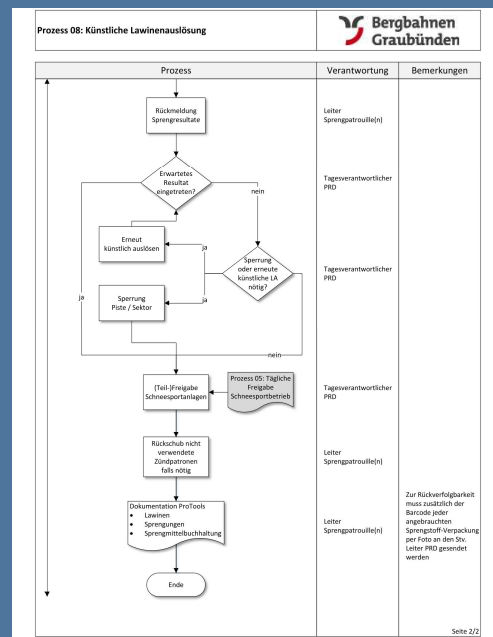 Prozess 08: Künstliche Lawinenauslösung
Bergbahnen
Graubünden
Prozess
Verantwortung
Bemerkungen
Rückmeldung
Sprengresultate
Leiter
Sprengpatrouille(n)
Erwartetes
Resultat
eingetreten?
Tagesverantwortlicher
PRD
nein
Erneut
künstlich auslösen
ja
Sperrung
oder erneute
künstliche LA
nötig?
Tagesverantwortlicher
PRD
ja
Sperrung
Piste / Sektor
ja
nein
(Teil-)Freigabe
Schneesportanlagen
Prozess 05: Tägliche
Freigabe
Schneesportbetrieb
Tagesverantwortlicher
PRD
Rückschub nicht
verwendete
Zündpatronen
falls nötig
Leiter
Sprengpatrouille(n)
Dokumentation ProTools
• Lawinen
• Sprengungen
• Sprengmittelbuchhaltung
Leiter
Sprengpatrouille(n)
Zur Rückverfolgbarkeit
muss zusätzlich der
Barcode jeder
angebrauchten
Sprengstoff-Verpackung
per Foto an den Stv.
Leiter PRD gesendet
werden
Ende
Seite 2/2